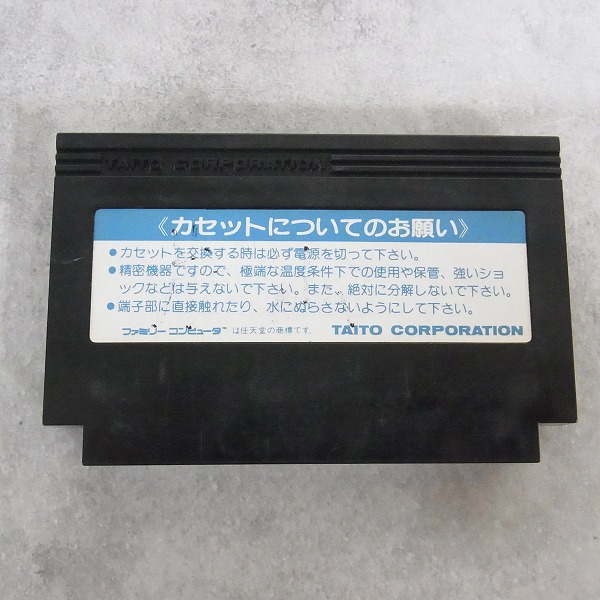 TAITO CORPORATION
《カセットについてのお願い》
●カセットを交換する時は必ず電源を切って下さい。
●精密機器ですので、極端な温度条件下での使用や保管、強いショ
ックなどは与えないで下さい。また、絶対に分解しないで下さい。
●端子部に直接触れたり、水にぬらさないようにして下さい。
ファミリーコンピュータ™は任天堂の商標です。 TAITO CORPORATION